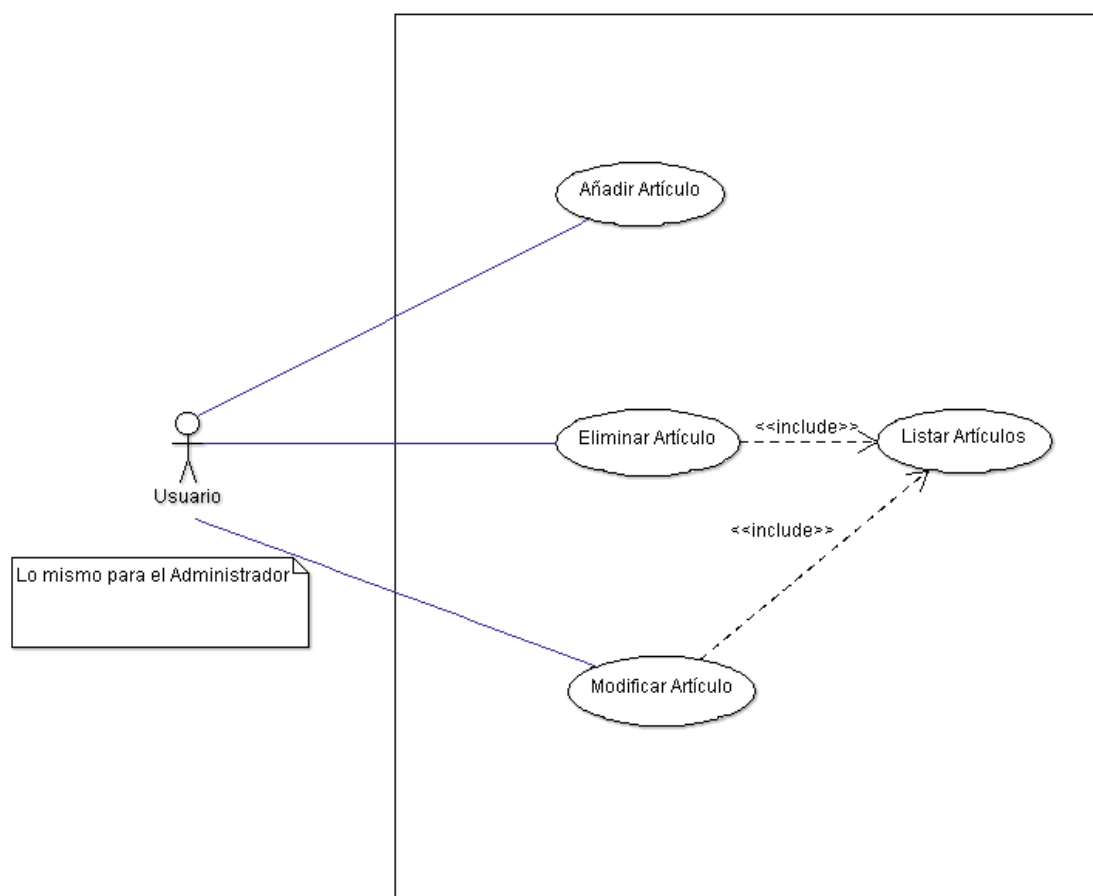 Añadir Artículo
Eliminar Artículo
<<include>>
Listar Artículos
Usuario
<<include>>
Lo mismo para el Administrador
Modificar Artículo